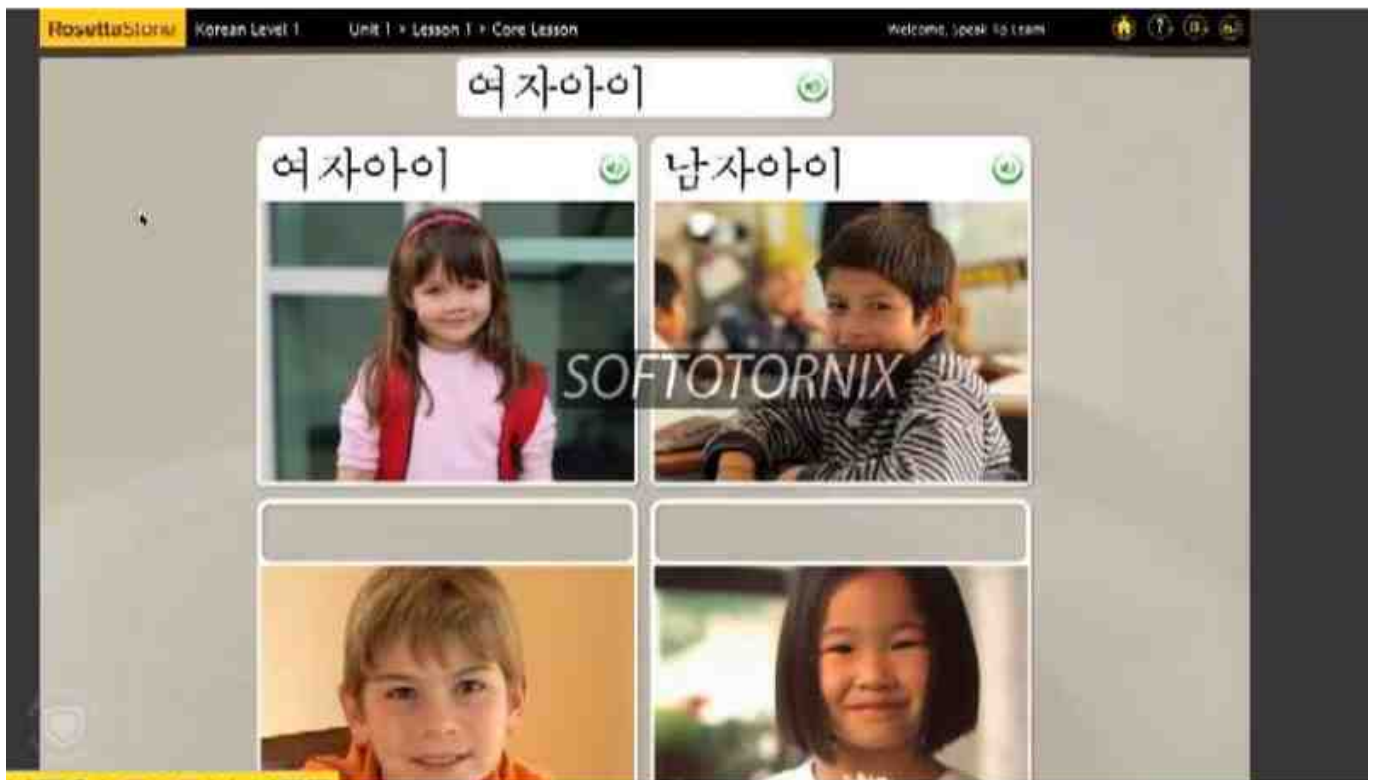 RosettaStone Korean Level 1 Unit 1 > Lesson 1 > Core Lesson Welcome, Speak To Learn
여자아이
여자아이 남자아이
SOFTOTORNIX